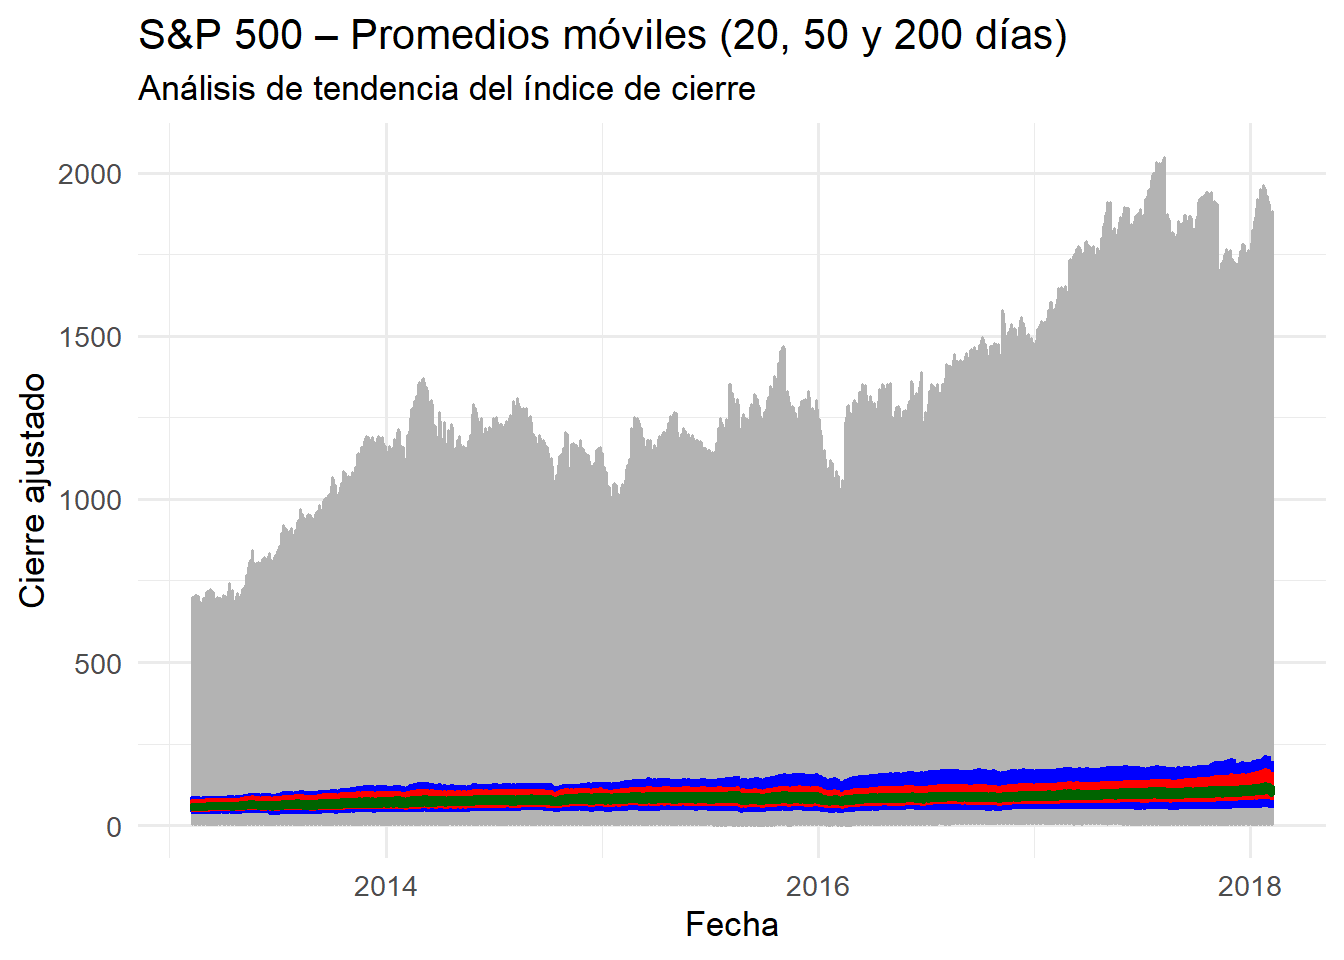 S&P 500 – Promedios móviles (20, 50 y 200 días)
Análisis de tendencia del índice de cierre
Cierre ajustado
2000
1500
1000
500
0
2014
2016
2018
Fecha